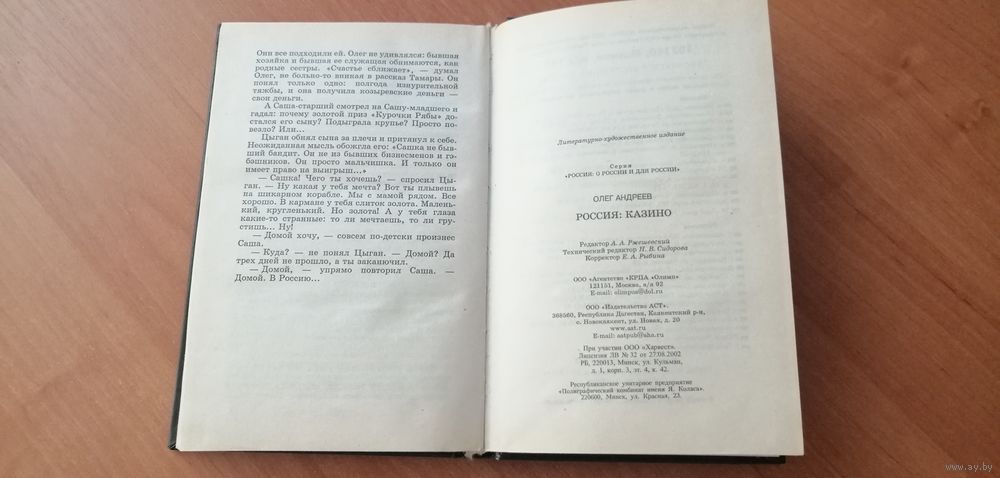 Они все подходили ей. Олег не удивлялся: бывшая
хозяйка и бывшая ее служащая обнимаются, как
родные сестры. «Счастье сближает», — думал
Олег, не больно-то вникая в рассказ Тамары. Он
понял только одно: полгода изнурительной
тяжбы, и она получила козыревские деньги —
свои деньги.
А Саша-старший смотрел на Сашу-младшего и
гадал: почему золотой приз «Курочки Рябы» до-
стался его сыну? Подыграла крупье? Просто по-
везло? Или...
Цыган обнял сына за плечи и притянул к себе.
Неожиданная мысль обожгла его: «Сашка не быв-
ший бандит. Он не из бывших бизнесменов и гэ-
бэшников. Он просто мальчишка. И только он
имеет право на выигрыш...»
— Сашка! Чего ты хочешь? — спросил Цы-
ган. — Ну какая у тебя мечта? Вот ты плывешь
на шикарном корабле. Мы с мамой рядом. Все
хорошо. В кармане у тебя слиток золота. Малень-
кий, кругленький. Но золота! А у тебя глаза
какие-то странные: то ли мечтаешь, то ли гру-
стишь... Ну!
— Домой хочу, — совсем по-детски произнес
Саша.
— Куда? — не понял Цыган. — Домой? Да
трех дней не прошло, а ты заканючил.
— Домой, — упрямо повторил Саша. —
Домой. В Россию...
Литературно-художественное издание
Серия
«РОССИЯ: О РОССИИ И ДЛЯ РОССИИ»
ОЛЕГ АНДРЕЕВ
РОССИЯ: КАЗИНО
Редактор А. А. Ржешевский
Технический редактор Н. В. Сидорова
Корректор Е. А. Рыбина
ООО «Агентство «КРПА «Олимп»
121151, Москва, а/я 92
E-mail: olimpus@dol.ru
ООО «Издательство АСТ».
368560, Республика Дагестан, Каякентский р-н,
с. Новокаякент, ул. Новая, д. 20
www.ast.ru
E-mail: astpub@aha.ru
При участии ООО «Харвест».
Лицензия ЛВ № 32 от 27.08.2002
РБ, 220013, Минск, ул. Кульман,
д. 1, корп. 3, эт. 4, к. 42.
Республиканское унитарное предприятие
«Полиграфический комбинат имени Я. Коласа».
220600, Минск, ул. Красная, 23.
www.ay.by